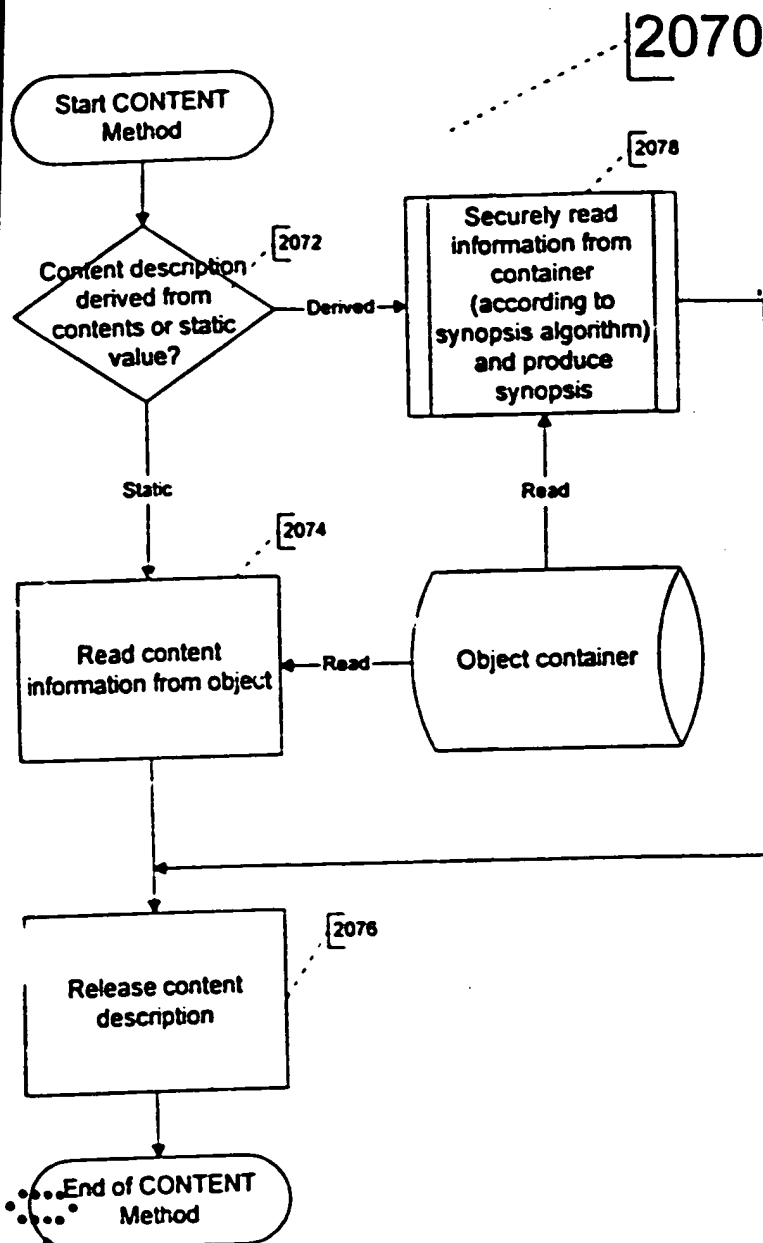 2070
Start CONTENT
Method
2078
Securely read
information from
container
(according to
synopsis algorithm)
and produce
synopsis
2072
Content description
derived from
contents or static
value?
Derived
Static
Read
2074
Read content
information from object
Read
Object container
2076
Release content
description
End of CONTENT
Method